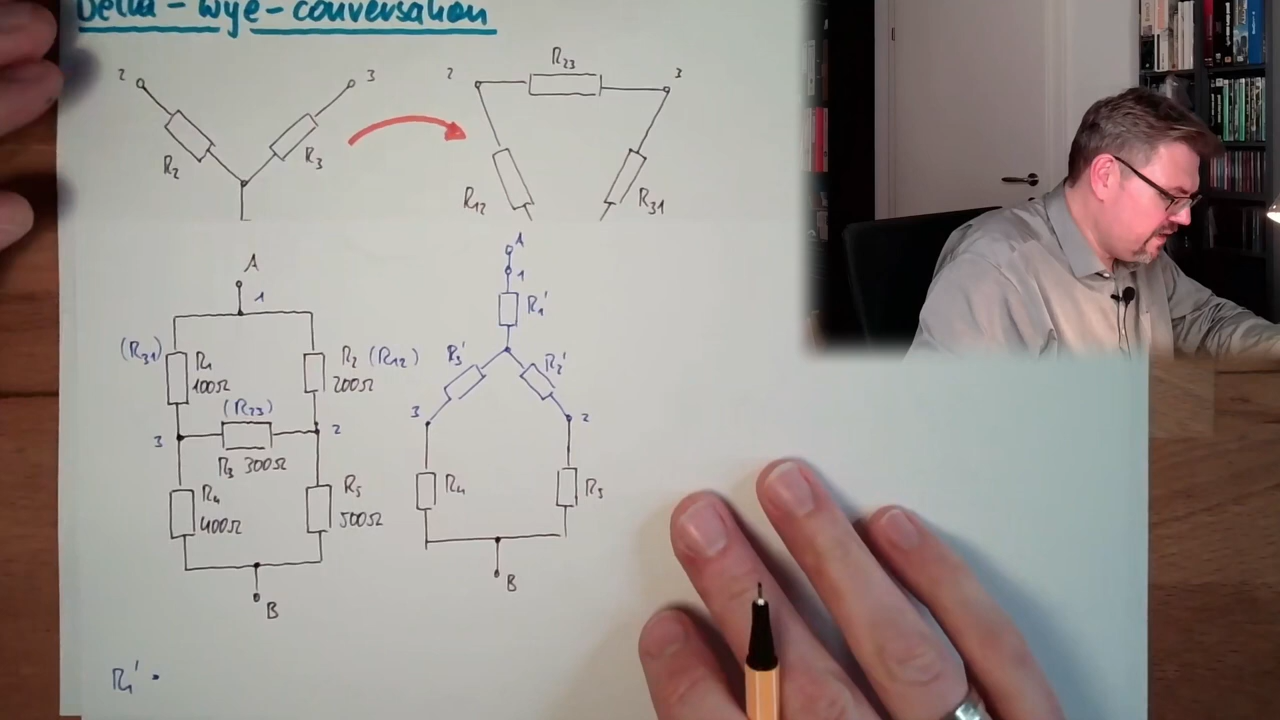 Delta - Wye - conversation
2 3 2 R23 3
R2 R3 R12 R31
A A
1 1
R1'
(R31) R1 R2 (R12) R3' R2'
100Ω 200Ω
(R23)
3 2 3 2
R3 300Ω
R4 R5 R4 R5
400Ω 500Ω
B B
R1'